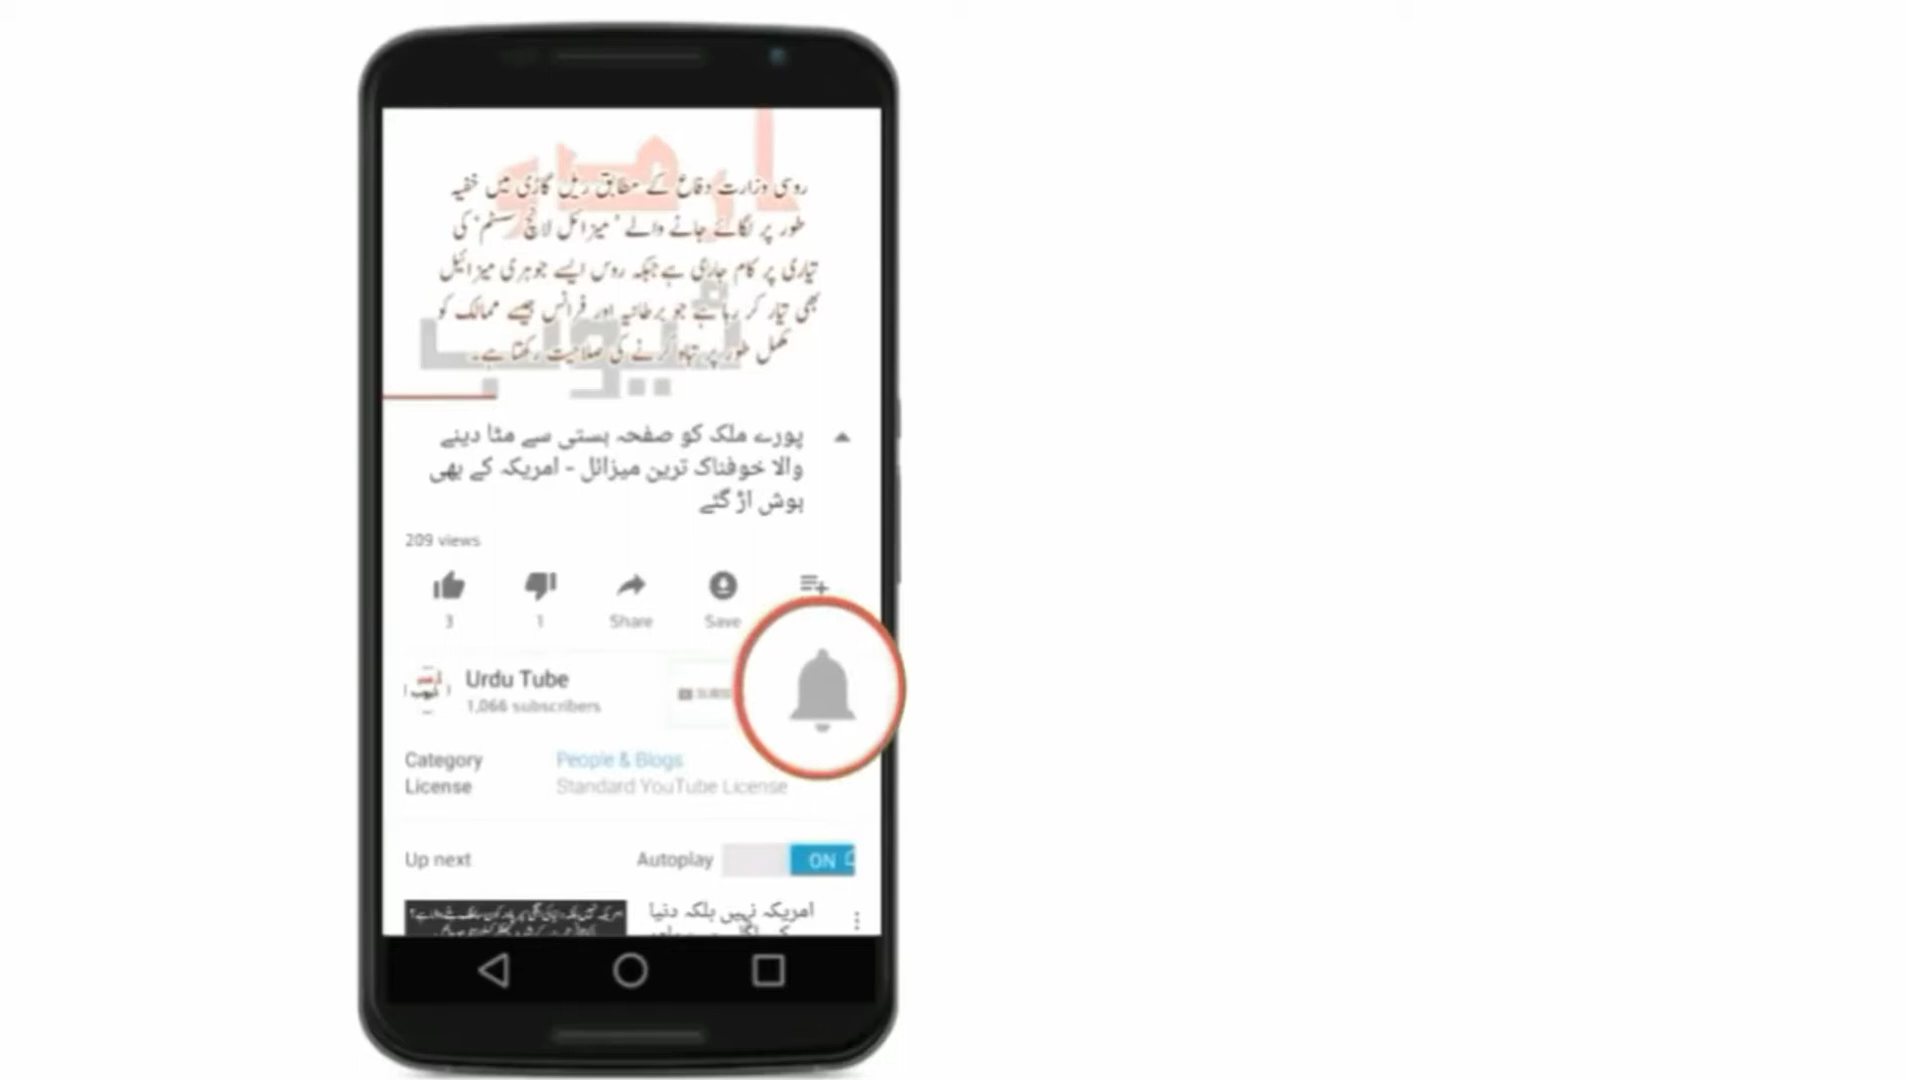 اردو
ٹیوب
روسی وزارت دفاع کے مطابق ریل گاڑی میں خفیہ
طور پر لگائے جانے والے ' میزائل لانچ سسٹم' کی
تیاری پر کام جاری ہے جبکہ روس ایسے جوہری میزائیل
بھی تیار کر رہا ہے جو برطانیہ اور فرانس جیسے ممالک کو
مکمل طور پر تباہ کرنے کی صلاحیت رکھتا ہے۔
پورے ملک کو صفحہ ہستی سے مٹا دینے
والا خوفناک ترین میزائل - امریکہ کے بھی
ہوش اڑ گئے
209 views
3
1
Share
Save
Urdu Tube
1,066 subscribers
Category People & Blogs
License Standard YouTube License
Up next
Autoplay
ON
امریکہ نہیں بلکہ دنیا